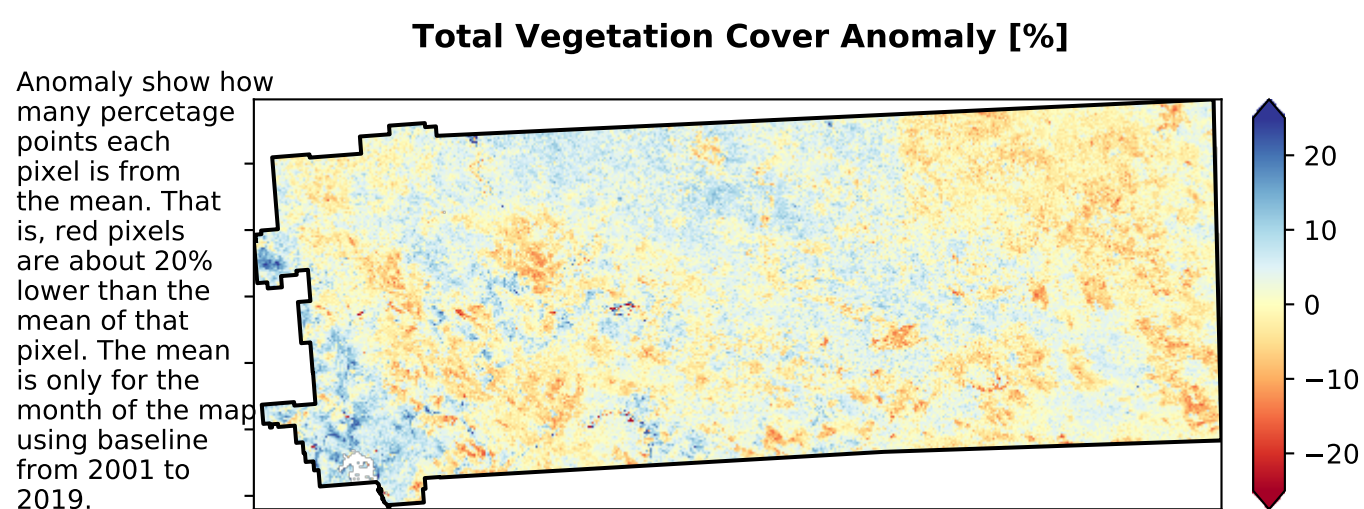 Total Vegetation Cover Anomaly [%]
Anomaly show how
many percetage
points each
pixel is from
the mean. That
is, red pixels
are about 20%
lower than the
mean of that
pixel. The mean
is only for the
month of the map
using baseline
from 2001 to
2019.
20
10
0
−10
−20